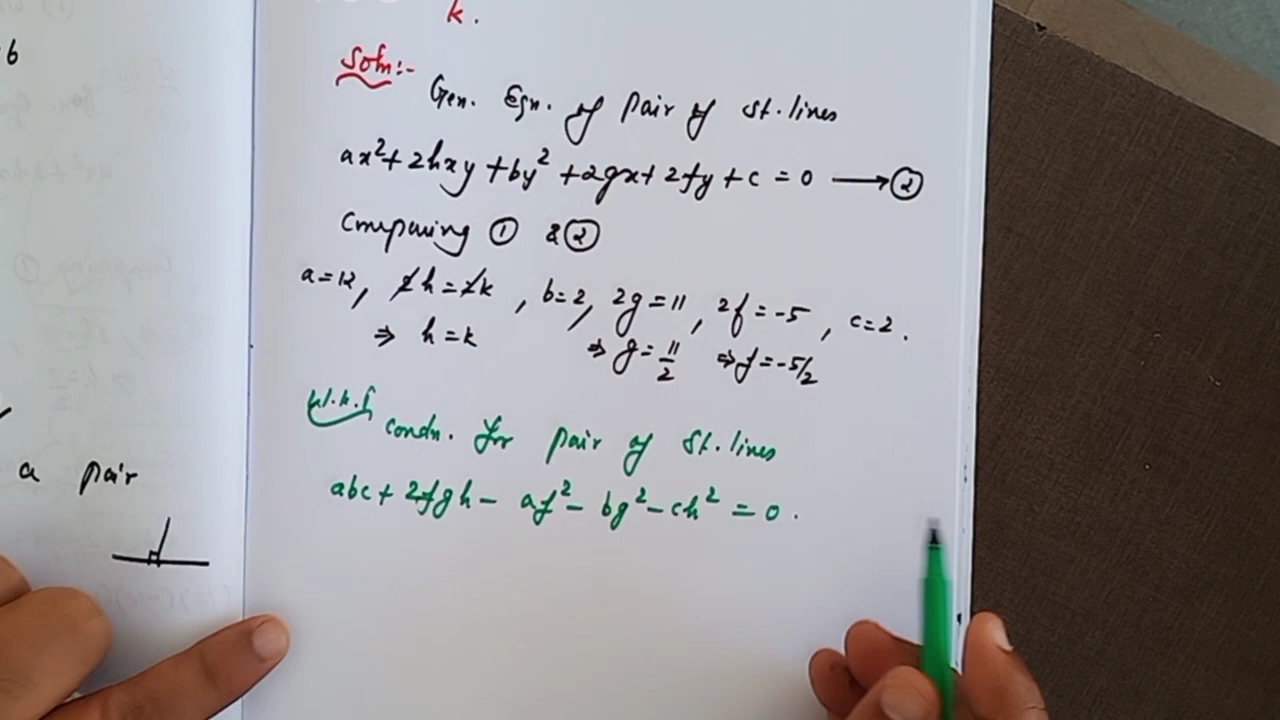 6
a pair
k.
Soln:-
Gen. Eqn. of pair of st. lines
ax²+2hxy+by²+2gx+2fy+c=0 ⟶②
Comparing ① & ②
a=12, 2h=2k, b=2, 2g=11, 2f=-5, c=2.
⇒ h=k ⇒ g=11/2 ⇒ f=-5/2
W.k.t
condn. for pair of St. lines
abc+2fgh-af²-bg²-ch²=0.